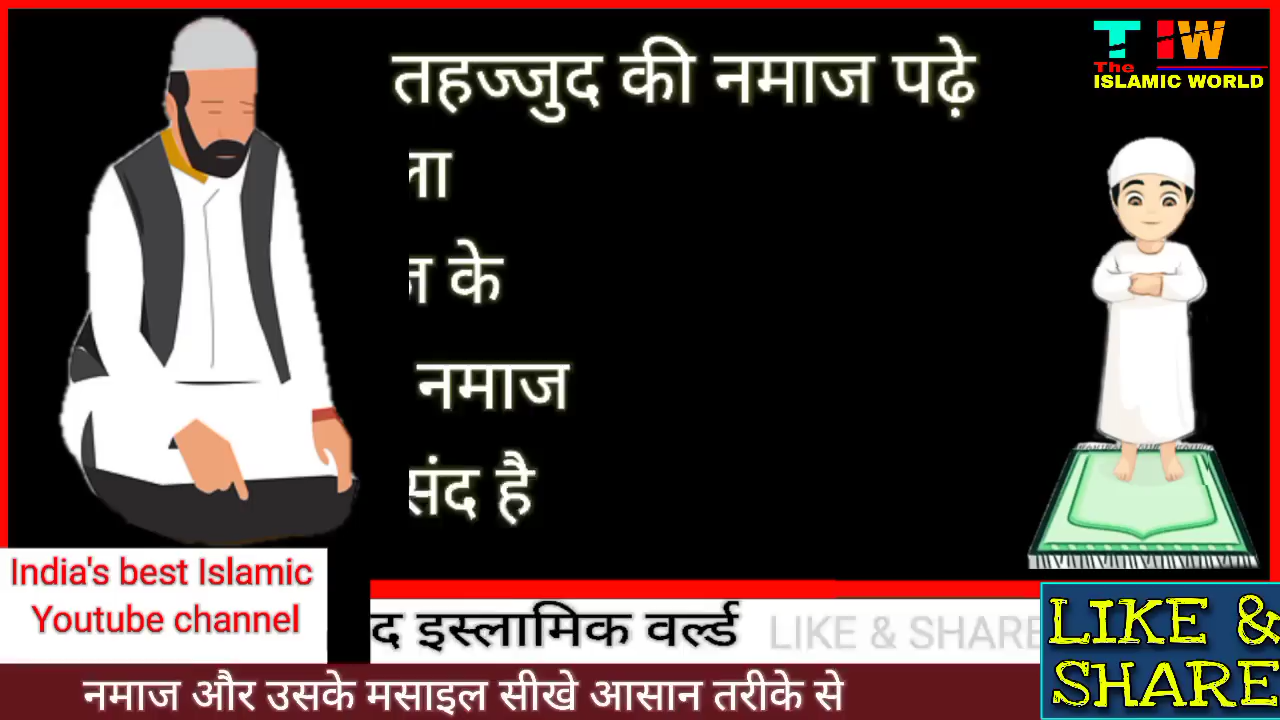 तहज्जुद की नमाज पढ़े
ला
के
नमाज
संद है
TIW
The
ISLAMIC WORLD
India's best Islamic
Youtube channel
द इस्लामिक वर्ल्ड
LIKE & SHARE
LIKE &
SHARE
नमाज और उसके मसाइल सीखे आसान तरीके से